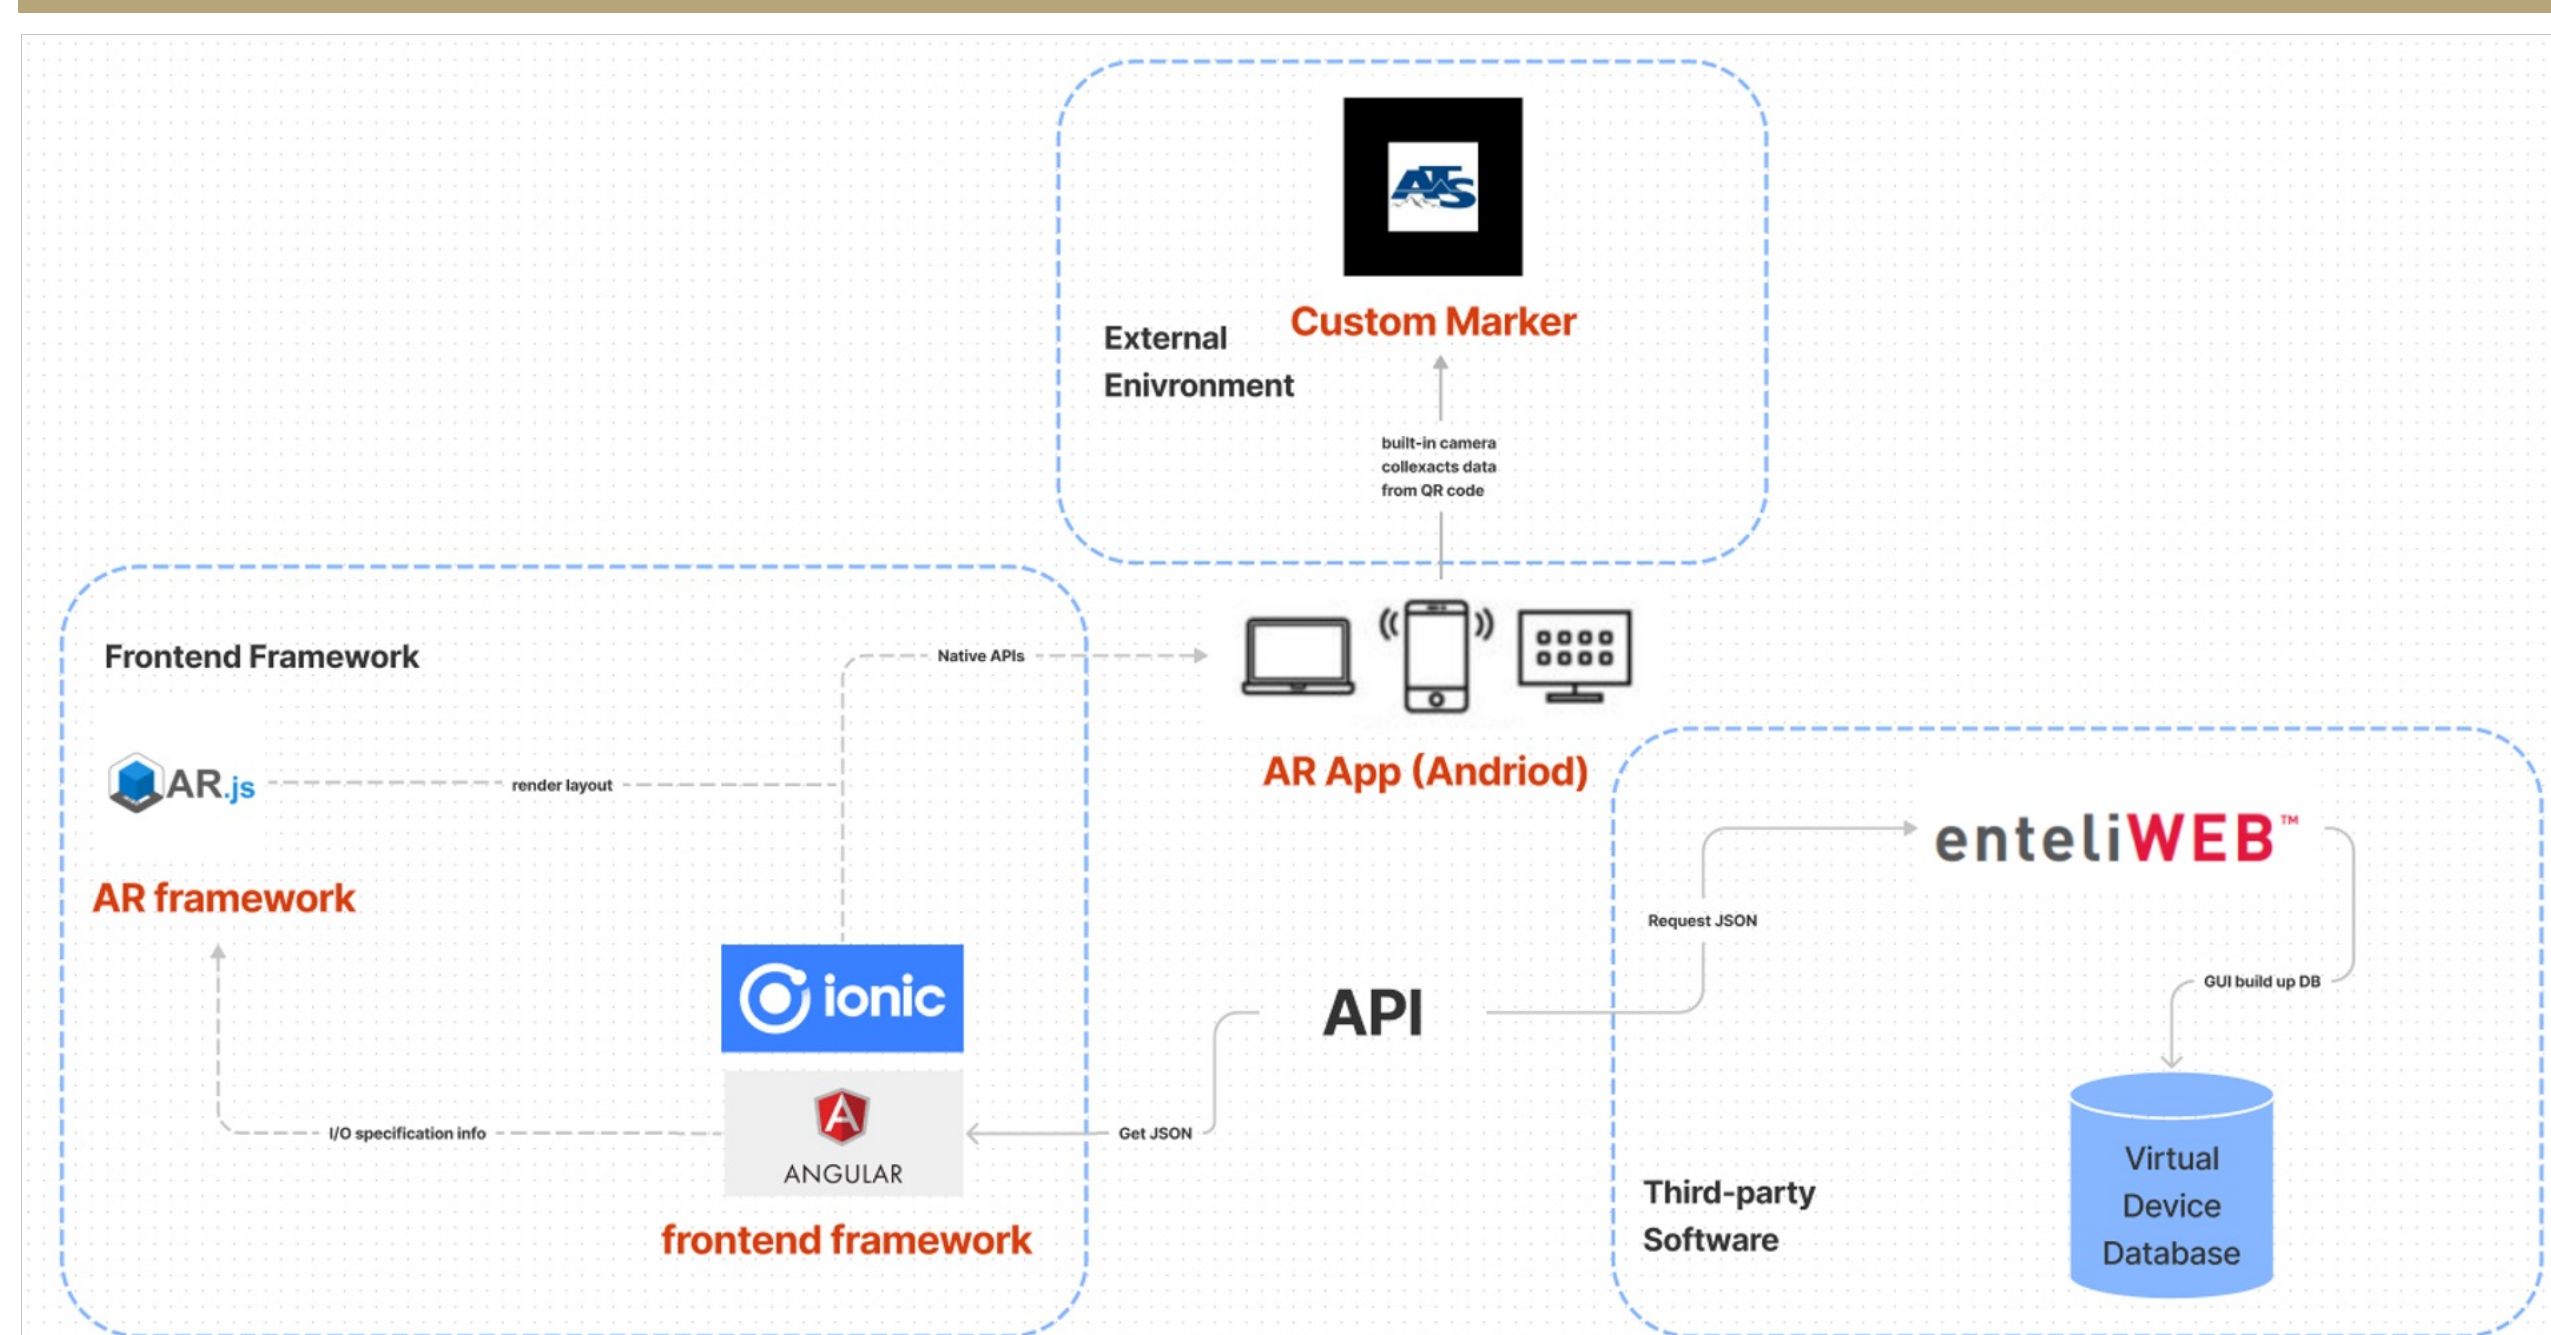 ATS
Custom Marker
External
Enivronment
built-in camera
collexacts data
from QR code
Frontend Framework
Native APIs
AR.js
render layout
AR App (Andriod)
enteliWEB™
AR framework
Request JSON
GUI build up DB
ionic
API
I/O specification info
Get JSON
ANGULAR
frontend framework
Third-party
Software
Virtual
Device
Database